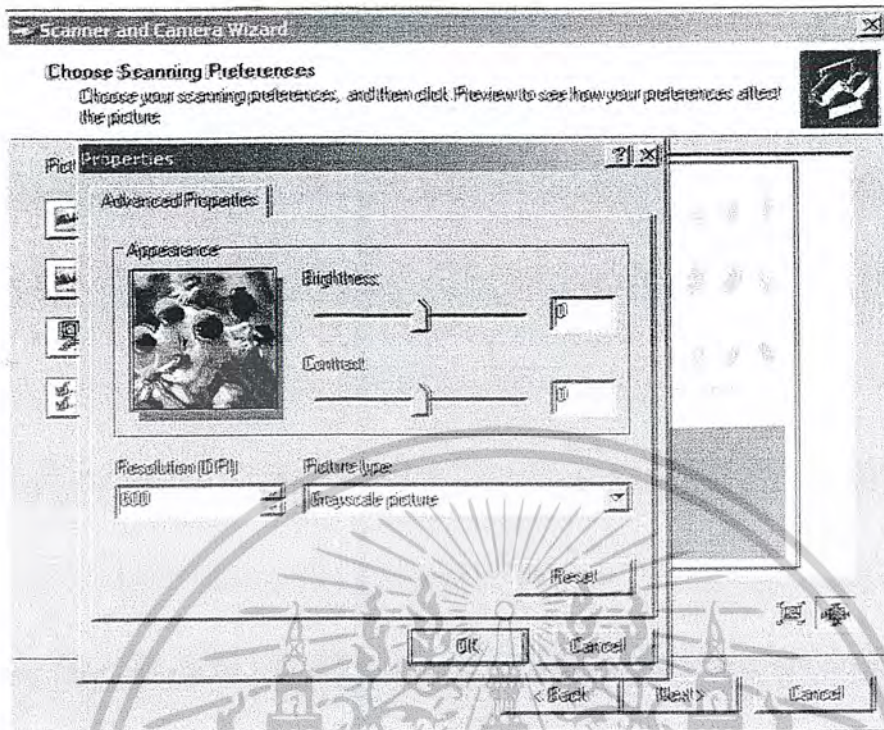 Scanner and Camera Wizard
Choose Scanning Preferences
Choose your scanning preferences, and then click Preview to see how your preferences affect
the picture
Properties
Advanced Properties
Appearance
Brightness:
0
Contrast:
0
Resolution (DPI):
Picture type:
600
Grayscale picture
Reset
OK
Cancel
< Back
Next >
Cancel